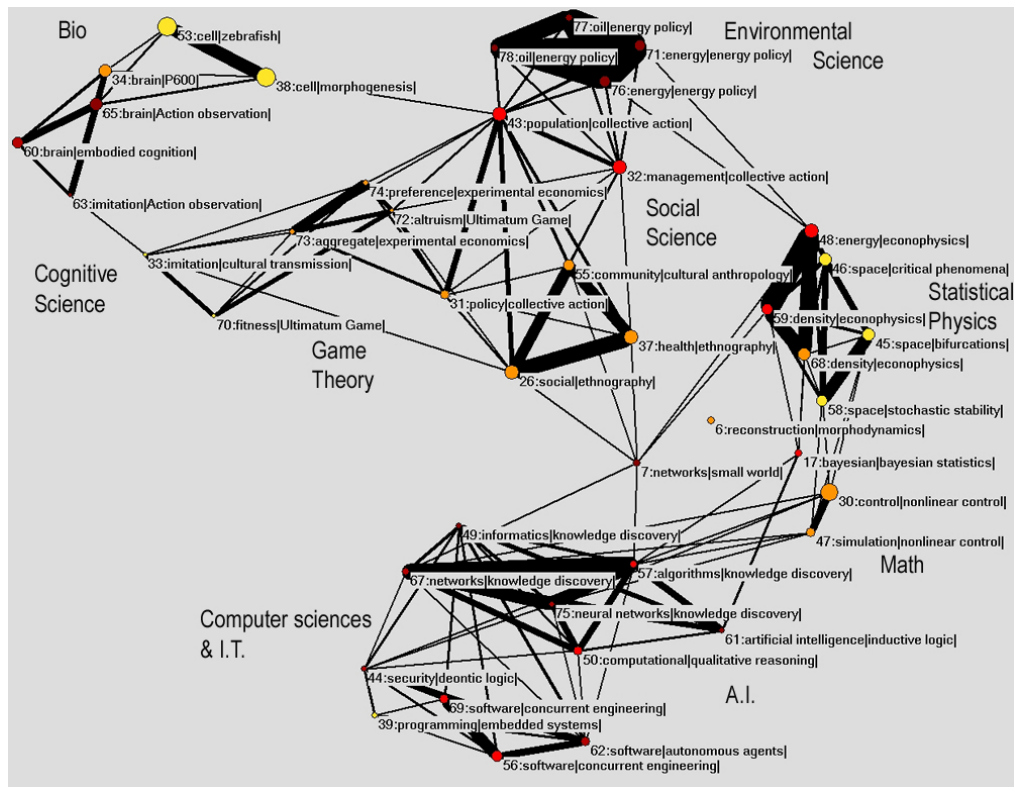 Bio
53:cell|zebrafish|
34:brain|P600|
38:cell|morphogenesis|
65:brain|Action observation|
60:brain|embodied cognition|
63:imitation|Action observation|
Cognitive
Science
33:imitation|cultural transmission|
70:fitness|Ultimatum Game|
77:oil|energy policy|
78:oil|energy policy|
71:energy|energy policy|
76:energy|energy policy|
Environmental
Science
43:population|collective action|
32:management|collective action|
74:preference|experimental economics|
72:altruism|Ultimatum Game|
73:aggregate|experimental economics|
Social
Science
55:community|cultural anthropology|
31:policy|collective action|
37:health|ethnography|
26:social|ethnography|
Game
Theory
48:energy|econophysics|
46:space|critical phenomena|
Statistical
Physics
59:density|econophysics|
45:space|bifurcations|
68:density|econophysics|
58:space|stochastic stability|
6:reconstruction|morphodynamics|
7:networks|small world|
17:bayesian|bayesian statistics|
30:control|nonlinear control|
47:simulation|nonlinear control|
Math
49:informatics|knowledge discovery|
67:networks|knowledge discovery|
57:algorithms|knowledge discovery|
75:neural networks|knowledge discovery|
61:artificial intelligence|inductive logic|
50:computational|qualitative reasoning|
Computer sciences
& I.T.
44:security|deontic logic|
A.I.
69:software|concurrent engineering|
39:programming|embedded systems|
62:software|autonomous agents|
56:software|concurrent engineering|